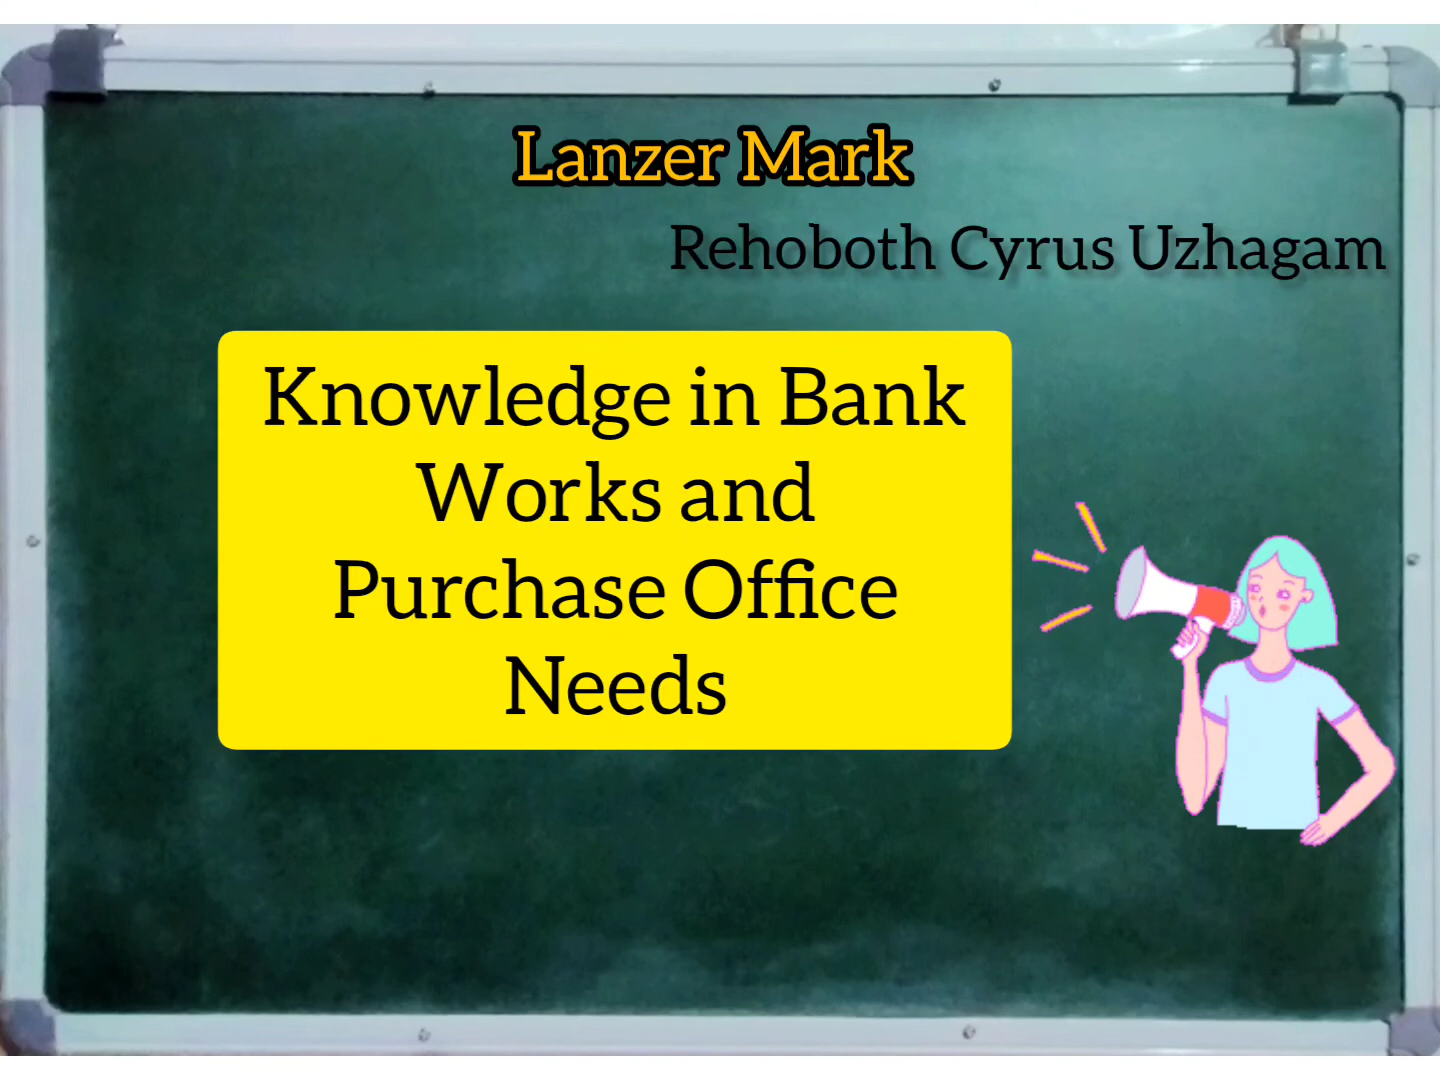 Lanzer Mark
Rehoboth Cyrus Uzhagam
Knowledge in Bank
Works and
Purchase Office
Needs